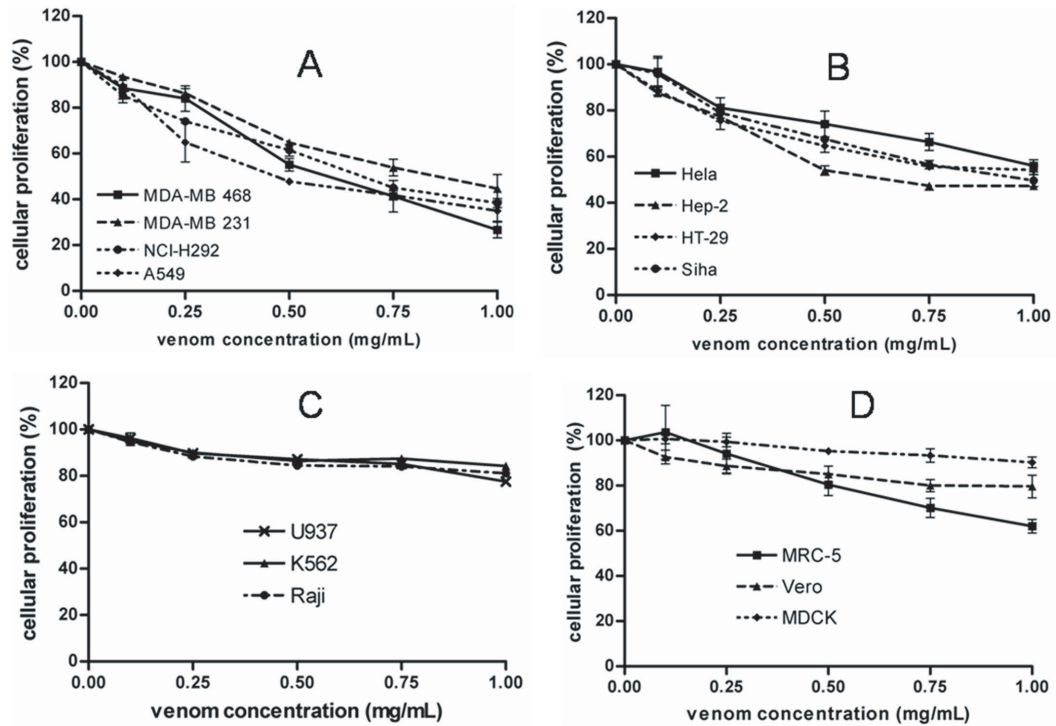 A
cellular proliferation (%)
120
100
80
60
40
20
0
MDA-MB 468
MDA-MB 231
NCI-H292
A549
0.00 0.25 0.50 0.75 1.00
venom concentration (mg/mL)
B
cellular proliferation (%)
120
100
80
60
40
20
0
Hela
Hep-2
HT-29
Siha
0.00 0.25 0.50 0.75 1.00
venom concentration (mg/mL)
C
cellular proliferation (%)
120
100
80
60
40
20
0
U937
K562
Raji
0.00 0.25 0.50 0.75 1.00
venom concentration (mg/mL)
D
cellular proliferation (%)
120
100
80
60
40
20
0
MRC-5
Vero
MDCK
0.00 0.25 0.50 0.75 1.00
venom concentration (mg/mL)